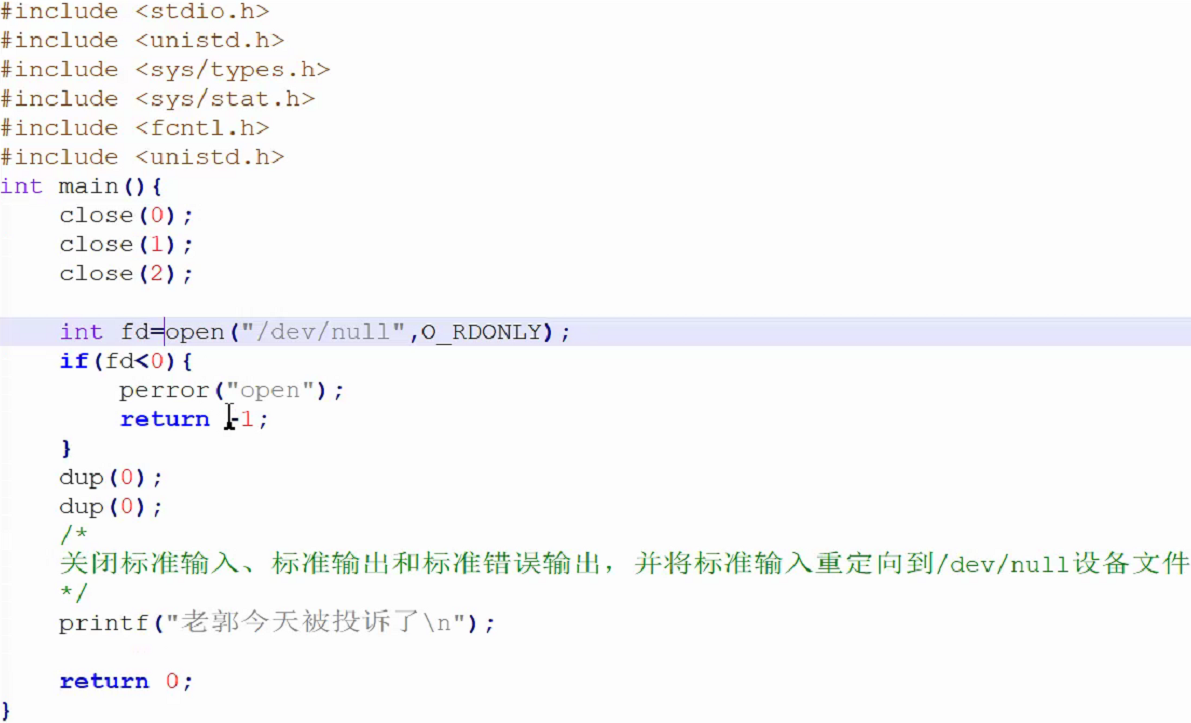 #include <stdio.h>
#include <unistd.h>
#include <sys/types.h>
#include <sys/stat.h>
#include <fcntl.h>
#include <unistd.h>
int main(){
    close(0);
    close(1);
    close(2);

    int fd=open("/dev/null",O_RDONLY);
    if(fd<0){
        perror("open");
        return -1;
    }
    dup(0);
    dup(0);
    /*
    关闭标准输入、标准输出和标准错误输出，并将标准输入重定向到/dev/null设备文件
    */
    printf("老郭今天被投诉了\n");

    return 0;
}